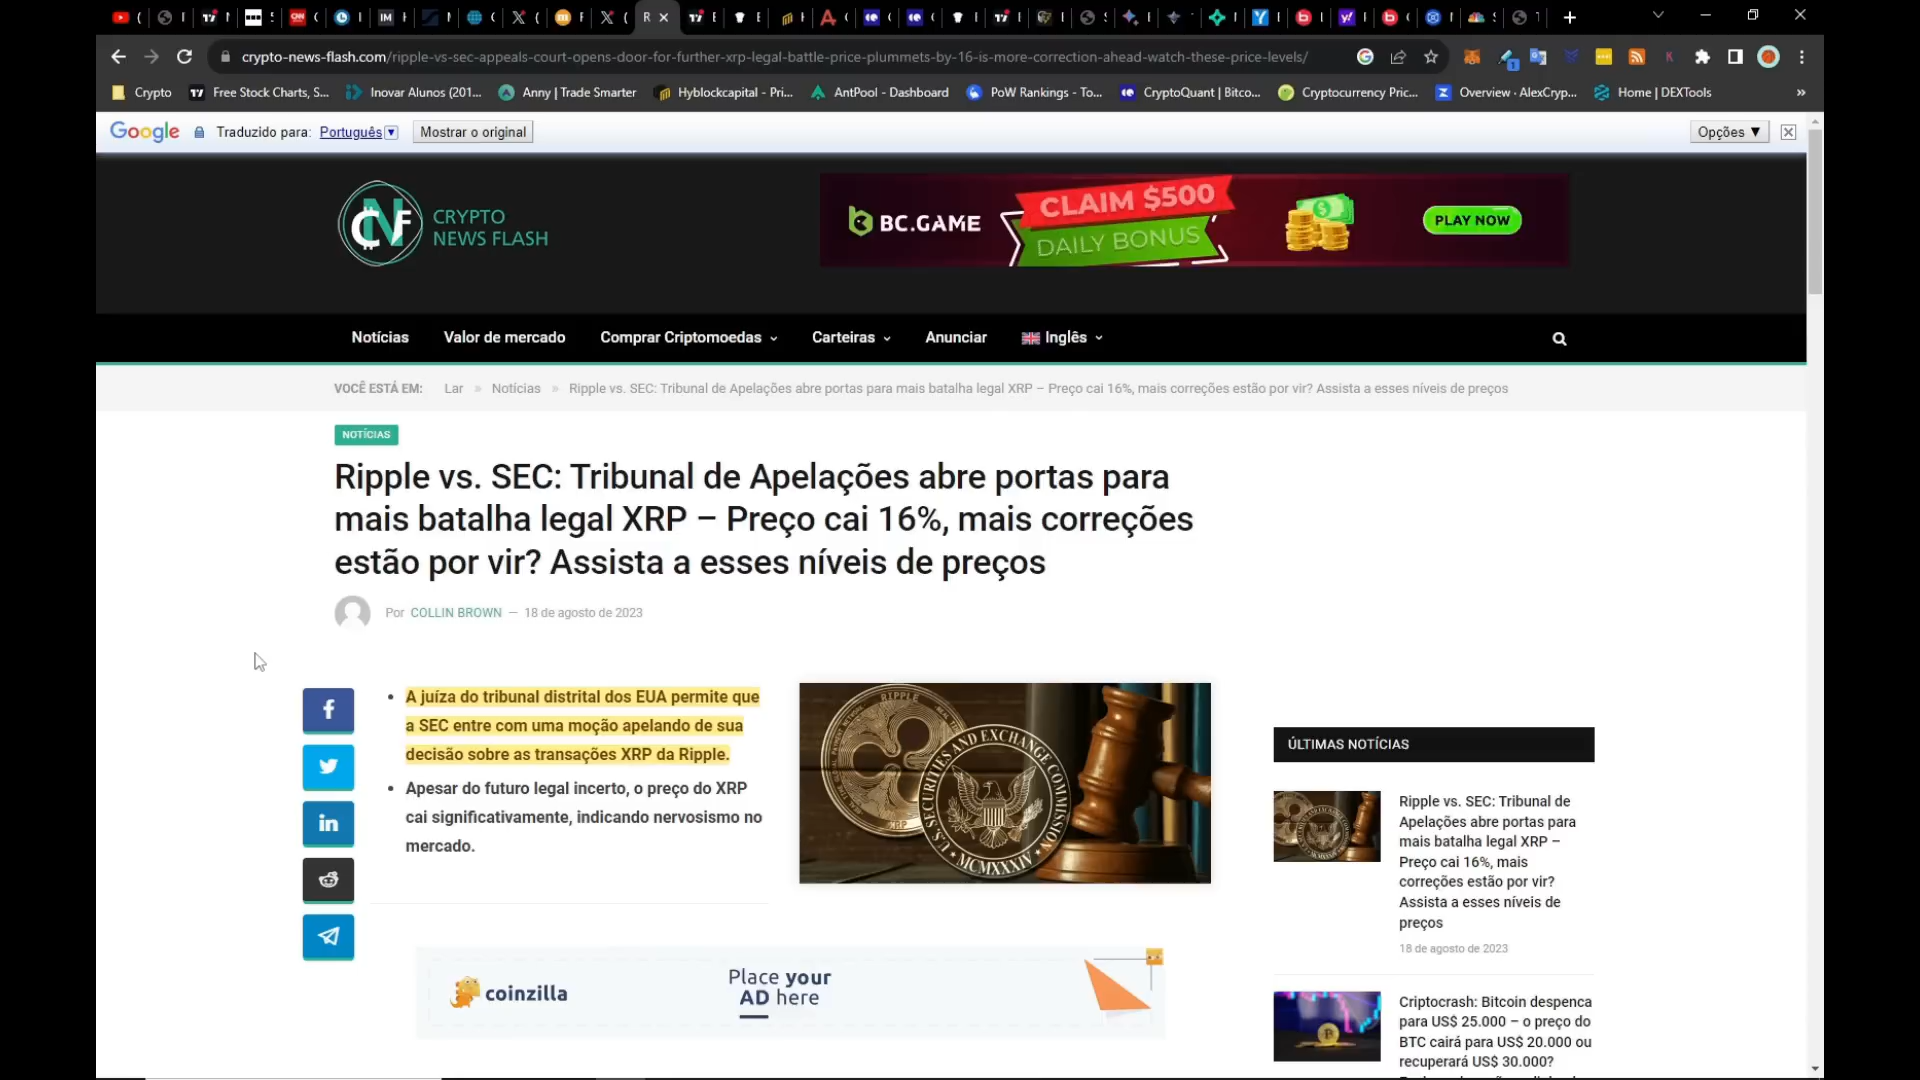 crypto-news-flash.com/ripple-vs-sec-appeals-court-opens-door-for-further-xrp-legal-battle-price-plummets-by-16-is-more-correction-ahead-watch-these-price-levels/
Crypto
Free Stock Charts, S...
Inovar Alunos (201...
Anny | Trade Smarter
Hyblockcapital - Pri...
AntPool - Dashboard
PoW Rankings - To...
CryptoQuant | Bitco...
Cryptocurrency Pric...
Overview · AlexCryp...
Home | DEXTools
»
Google Traduzido para: Português Mostrar o original
Opções ▼
CRYPTO
NEWS FLASH
BC.GAME
CLAIM $500
DAILY BONUS
PLAY NOW
Notícias
Valor de mercado
Comprar Criptomoedas
Carteiras
Anunciar
Inglês
VOCÊ ESTÁ EM: Lar » Notícias » Ripple vs. SEC: Tribunal de Apelações abre portas para mais batalha legal XRP – Preço cai 16%, mais correções estão por vir? Assista a esses níveis de preços
NOTÍCIAS
Ripple vs. SEC: Tribunal de Apelações abre portas para
mais batalha legal XRP – Preço cai 16%, mais correções
estão por vir? Assista a esses níveis de preços
Por COLLIN BROWN — 18 de agosto de 2023
• A juíza do tribunal distrital dos EUA permite que
a SEC entre com uma moção apelando de sua
decisão sobre as transações XRP da Ripple.
• Apesar do futuro legal incerto, o preço do XRP
cai significativamente, indicando nervosismo no
mercado.
RIPPLE
XRP
U.S. SECURITIES AND EXCHANGE COMMISSION
MCMXXXIV
coinzilla
Place your
AD here
ÚLTIMAS NOTÍCIAS
Ripple vs. SEC: Tribunal de
Apelações abre portas para
mais batalha legal XRP –
Preço cai 16%, mais
correções estão por vir?
Assista a esses níveis de
preços
18 de agosto de 2023
Criptocrash: Bitcoin despenca
para US$ 25.000 – o preço do
BTC cairá para US$ 20.000 ou
recuperará US$ 30.000?